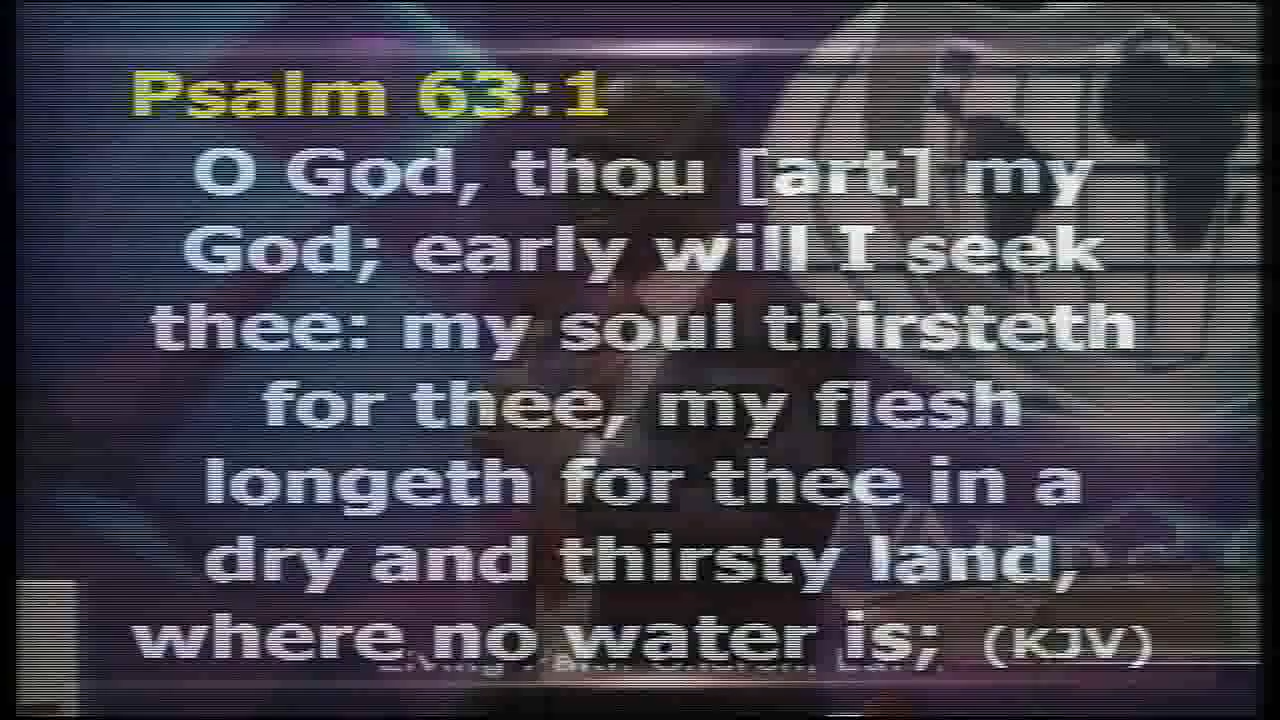 Psalm 63:1
O God, thou [art] my
God; early will I seek
thee: my soul thirsteth
for thee, my flesh
longeth for thee in a
dry and thirsty land,
where no water is; (KJV)